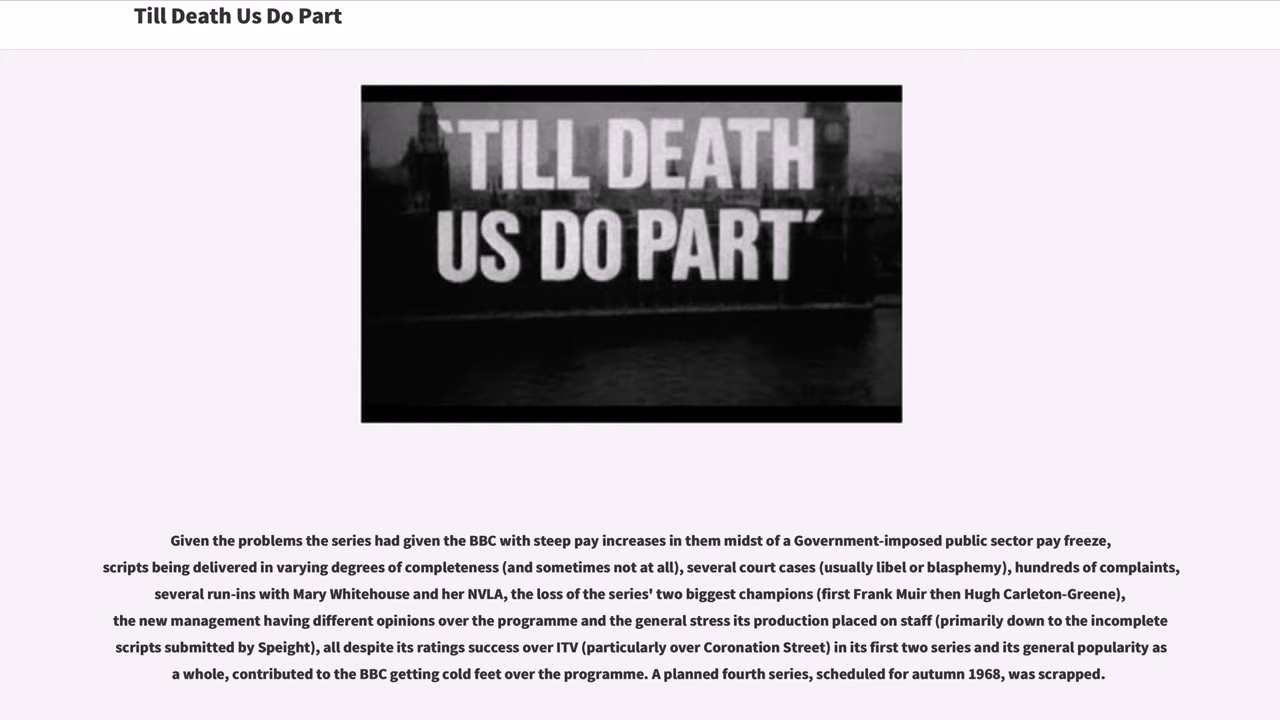 Till Death Us Do Part
‘TILL DEATH
US DO PART’
Given the problems the series had given the BBC with steep pay increases in them midst of a Government-imposed public sector pay freeze,
scripts being delivered in varying degrees of completeness (and sometimes not at all), several court cases (usually libel or blasphemy), hundreds of complaints,
several run-ins with Mary Whitehouse and her NVLA, the loss of the series' two biggest champions (first Frank Muir then Hugh Carleton-Greene),
the new management having different opinions over the programme and the general stress its production placed on staff (primarily down to the incomplete
scripts submitted by Speight), all despite its ratings success over ITV (particularly over Coronation Street) in its first two series and its general popularity as
a whole, contributed to the BBC getting cold feet over the programme. A planned fourth series, scheduled for autumn 1968, was scrapped.